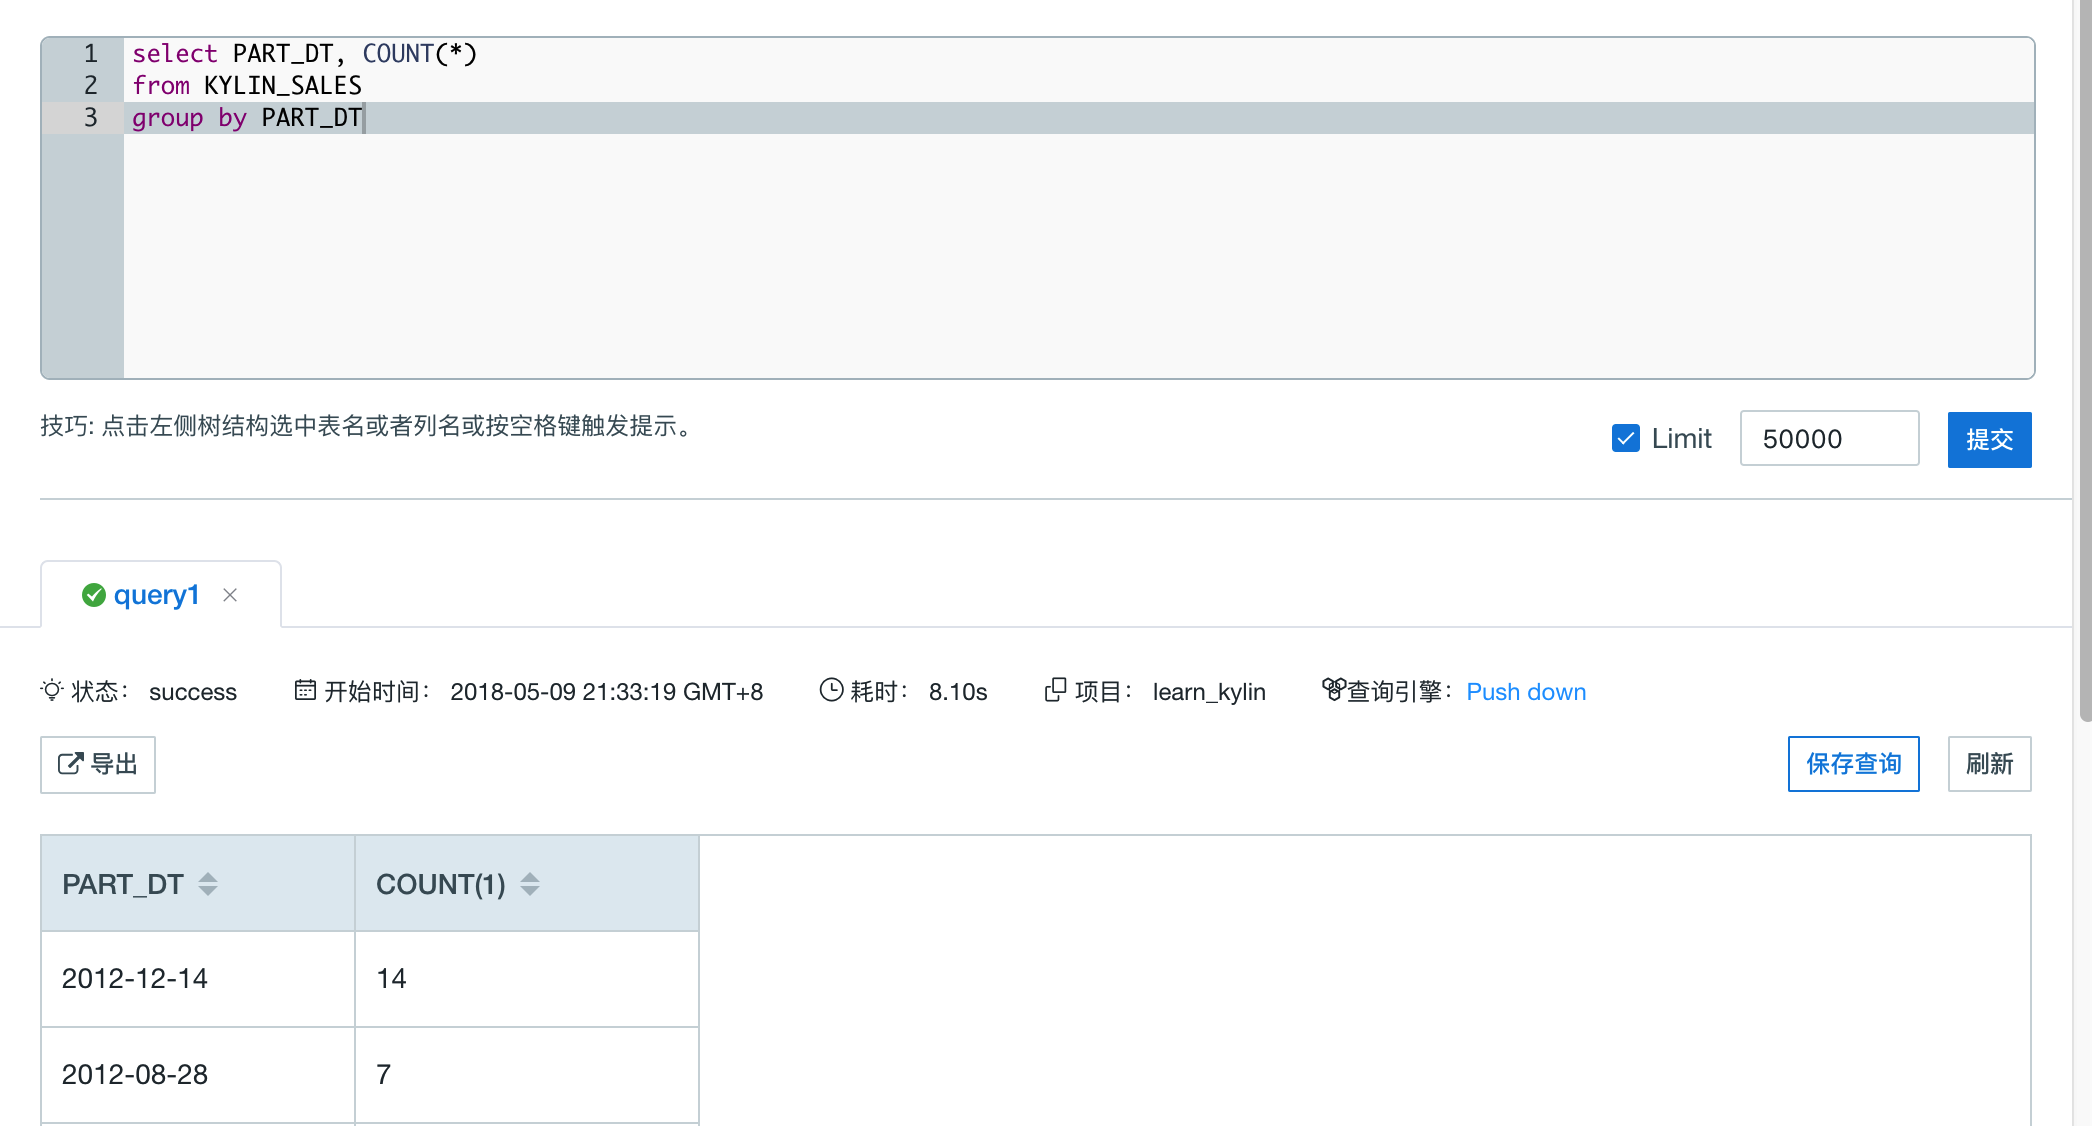 1 select PART_DT, COUNT(*)
2 from KYLIN_SALES
3 group by PART_DT
技巧: 点击左侧树结构选中表名或者列名或按空格键触发提示。
Limit 50000 提交
query1
状态： success 开始时间： 2018-05-09 21:33:19 GMT+8 耗时： 8.10s 项目： learn_kylin 查询引擎： Push down
导出 保存查询 刷新
PART_DT COUNT(1)
2012-12-14 14
2012-08-28 7